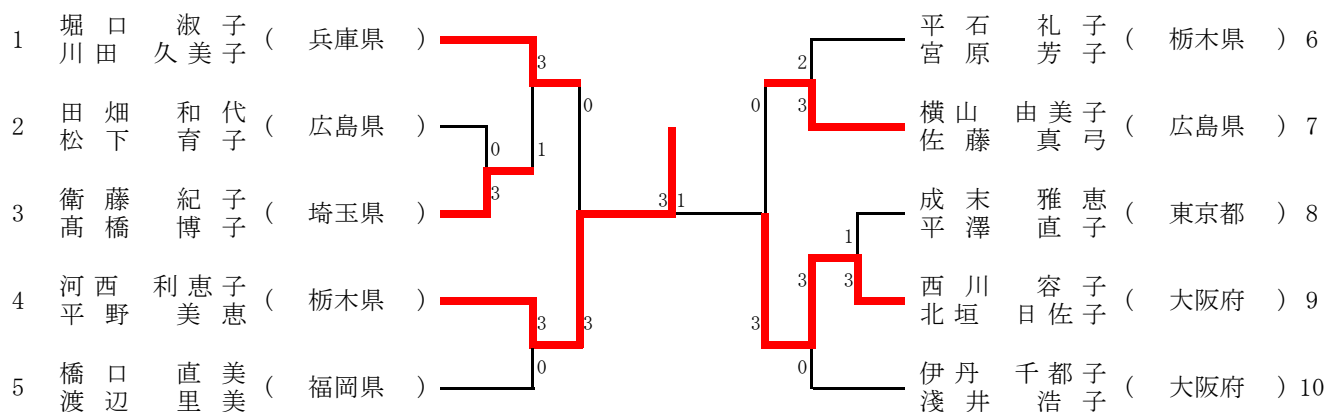 堀口 淑子
1 ( 兵庫県 )
川田 久美子
田畑 和代
2 ( 広島県 )
松下 育子
衛藤 紀子
3 ( 埼玉県 )
髙橋 博子
河西 利恵子
4 ( 栃木県 )
平野 美恵
橋口 直美
5 ( 福岡県 )
渡辺 里美
3
0
0
1
3
3
3
0
3 1
平石 礼子
( 栃木県 ) 6
宮原 芳子
横山 由美子
( 広島県 ) 7
佐藤 真弓
成末 雅恵
( 東京都 ) 8
平澤 直子
西川 容子
( 大阪府 ) 9
北垣 日佐子
伊丹 千都子
( 大阪府 ) 10
淺井 浩子
2
0
3
1
3
3
3
0